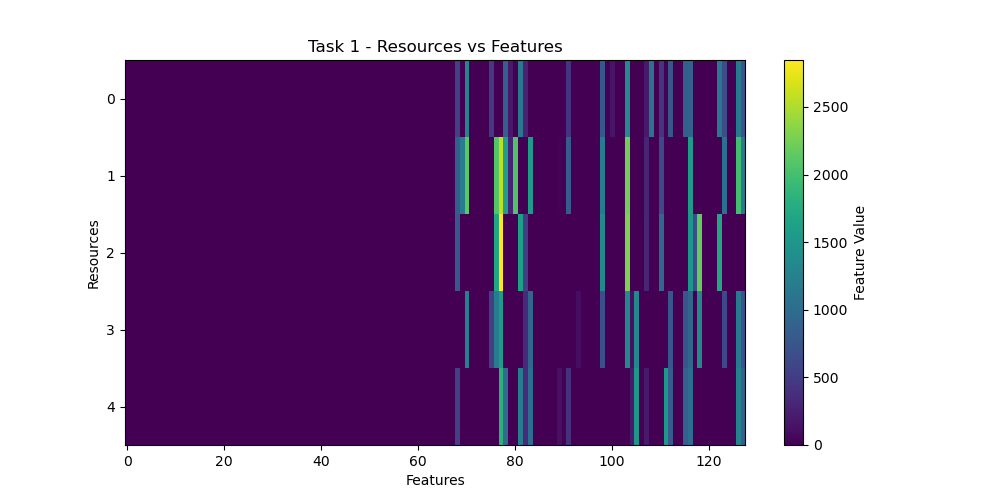 Task 1 - Resources vs Features
Resources
0
1
2
3
4
0 20 40 60 80 100 120
Features
2500
2000
1500
1000
500
0
Feature Value